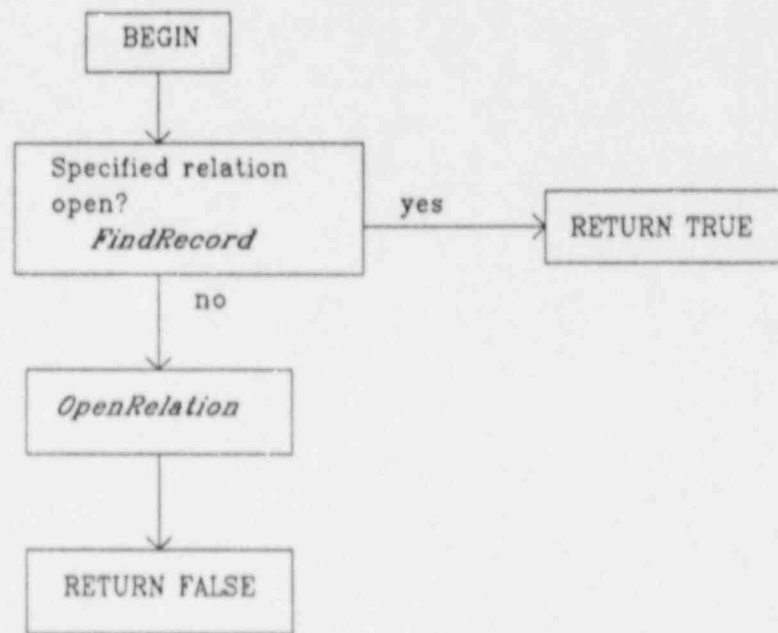 BEGIN
Specified relation
open?
FindRecord
yes
RETURN TRUE
no
OpenRelation
RETURN FALSE